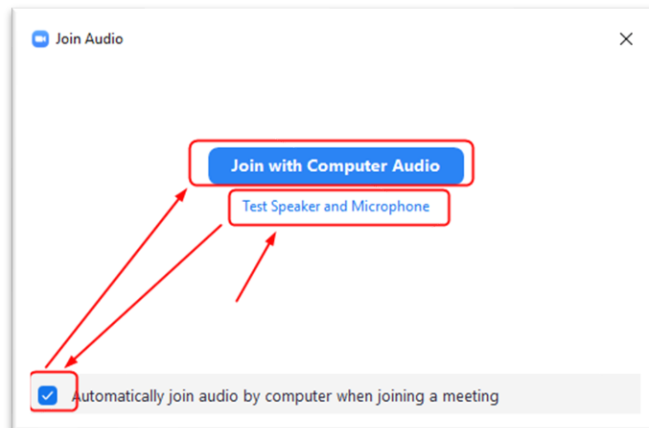 Join Audio
Join with Computer Audio
Test Speaker and Microphone
Automatically join audio by computer when joining a meeting